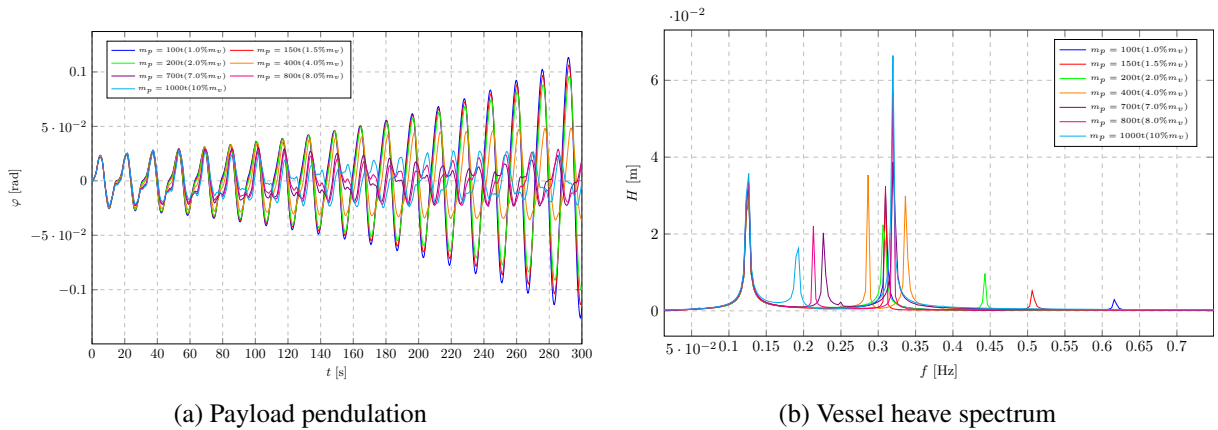 m_p = 100t(1.0%m_v) m_p = 150t(1.5%m_v)
m_p = 200t(2.0%m_v) m_p = 400t(4.0%m_v)
m_p = 700t(7.0%m_v) m_p = 800t(8.0%m_v)
m_p = 1000t(10%m_v)
0.1
5·10⁻²
0
−5·10⁻²
−0.1
φ [rad]
0 20 40 60 80 100 120 140 160 180 200 220 240 260 280 300
t [s]
(a) Payload pendulation
·10⁻²
m_p = 100t(1.0%m_v)
m_p = 150t(1.5%m_v)
m_p = 200t(2.0%m_v)
m_p = 400t(4.0%m_v)
m_p = 700t(7.0%m_v)
m_p = 800t(8.0%m_v)
m_p = 1000t(10%m_v)
6
4
2
0
H [m]
5·10⁻² 0.1 0.15 0.2 0.25 0.3 0.35 0.4 0.45 0.5 0.55 0.6 0.65 0.7
f [Hz]
(b) Vessel heave spectrum